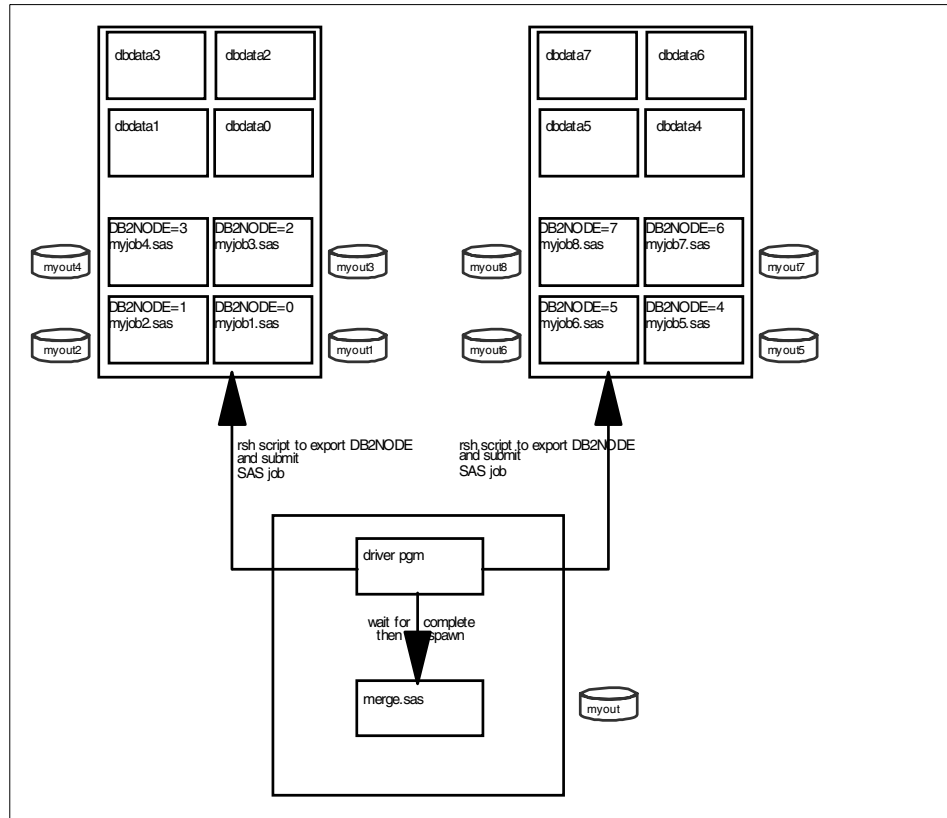 dbdata3
dbdata2
dbdata1
dbdata0
DB2NODE=3
myjob4.sas
DB2NODE=2
myjob3.sas
myout4
myout3
DB2NODE=1
myjob2.sas
DB2NODE=0
myjob1.sas
myout2
myout1
dbdata7
dbdata6
dbdata5
dbdata4
DB2NODE=7
myjob8.sas
DB2NODE=6
myjob7.sas
myout8
myout7
DB2NODE=5
myjob6.sas
DB2NODE=4
myjob5.sas
myout6
myout5
rsh script to export DB2NODE
and submit
SAS job
rsh script to export DB2NODE
and submit
SAS job
driver pgm
wait for complete
then spawn
merge.sas
myout